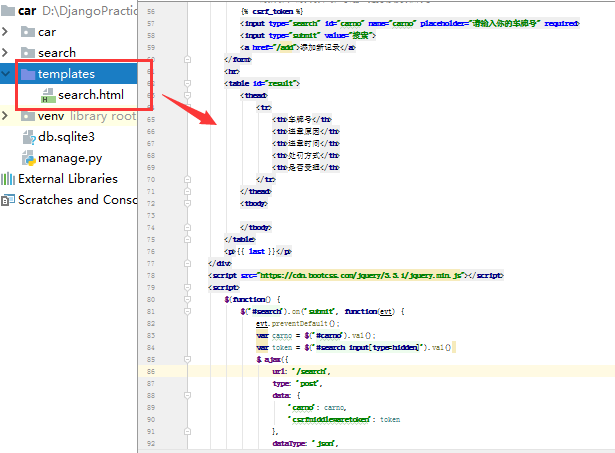 car D:\DjangoPractic
car
search
templates
search.html
venv library root
db.sqlite3
manage.py
External Libraries
Scratches and Consc
56 {% csrf_token %}
57 <input type="search" id="carno" name="carno" placeholder="请输入你的车牌号" required
58 <input type="submit" value="搜索">
59 <a href="/add">添加新记录</a>
60 </form>
61 <hr>
62 <table id="result">
63 <thead>
64 <tr>
65 <th>车牌号</th>
66 <th>违章原因</th>
67 <th>违章时间</th>
68 <th>处罚方式</th>
69 <th>是否受理</th>
70 </tr>
71 </thead>
72 <tbody>
73
74 </tbody>
75 </table>
76 <p>{{ last }}</p>
77 </div>
78 <script src="https://cdn.bootcss.com/jquery/3.3.1/jquery.min.js"></script>
79 <script>
80 $(function() {
81 $("#search").on("submit", function(evt) {
82 evt.preventDefault();
83 var carno = $("#carno").val();
84 var token = $("#search input[type=hidden]").val()
85 $.ajax({
86 url: "/search",
87 type: "post",
88 data: {
89 "carno": carno,
90 "csrfmiddlewaretoken": token
91 },
92 dataType: "json",